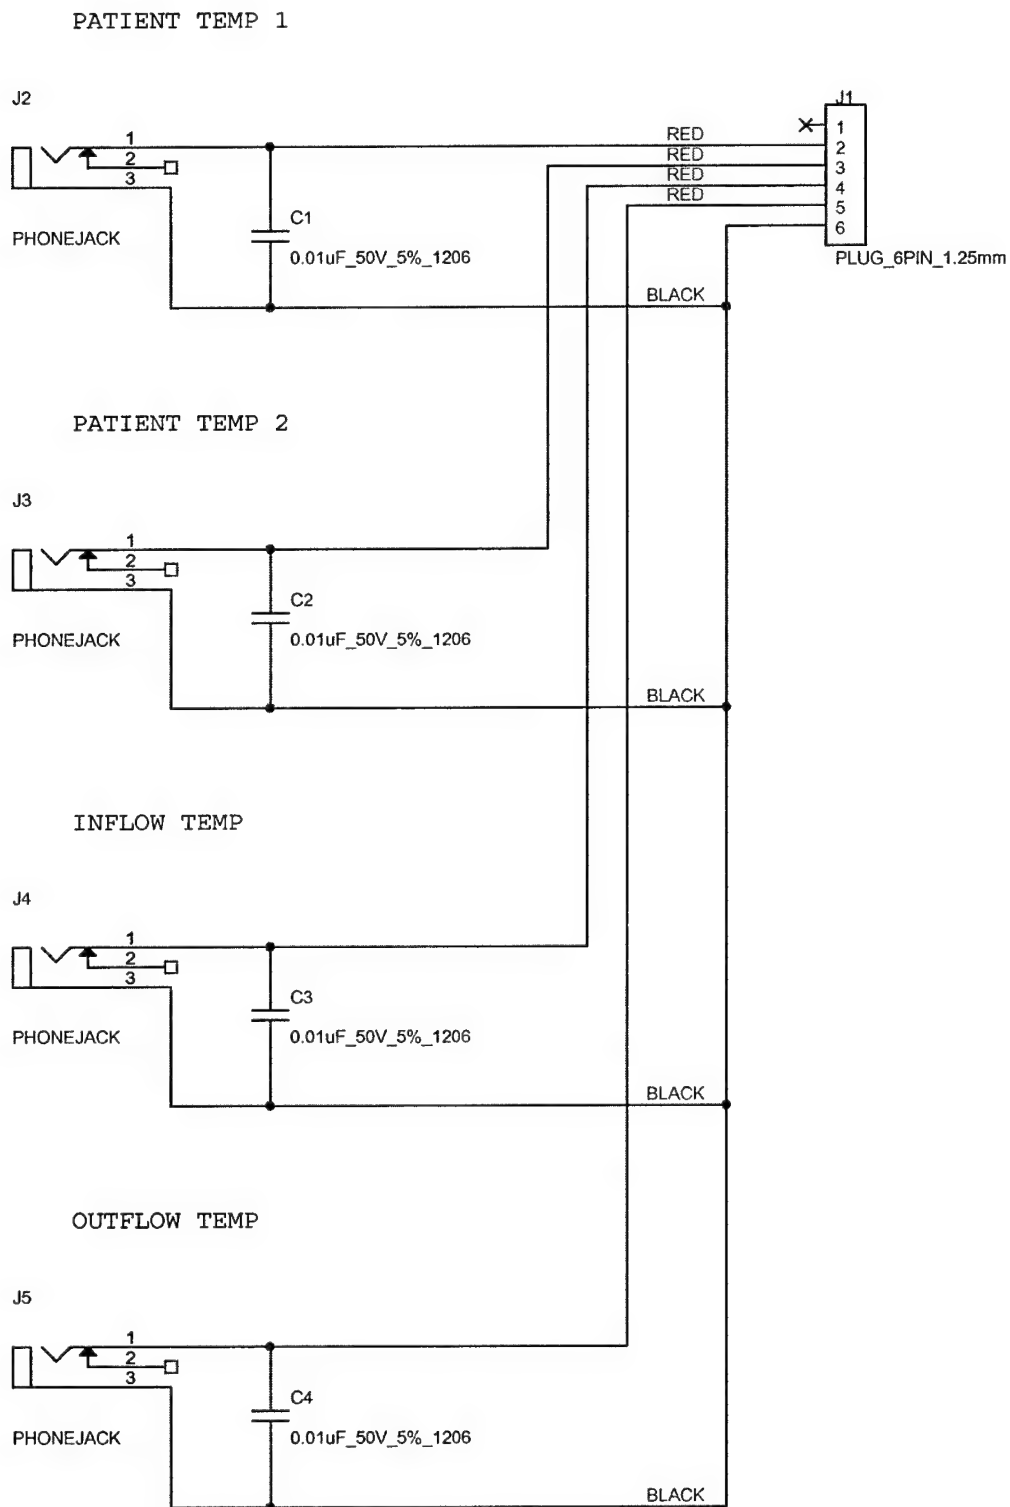 PATIENT TEMP 1
J2
J1
1
2
3
RED
RED
RED
RED
1
2
3
4
5
6
C1
PHONEJACK
0.01uF_50V_5%_1206
PLUG_6PIN_1.25mm
BLACK
PATIENT TEMP 2
J3
1
2
3
C2
PHONEJACK
0.01uF_50V_5%_1206
BLACK
INFLOW TEMP
J4
1
2
3
C3
PHONEJACK
0.01uF_50V_5%_1206
BLACK
OUTFLOW TEMP
J5
1
2
3
C4
PHONEJACK
0.01uF_50V_5%_1206
BLACK